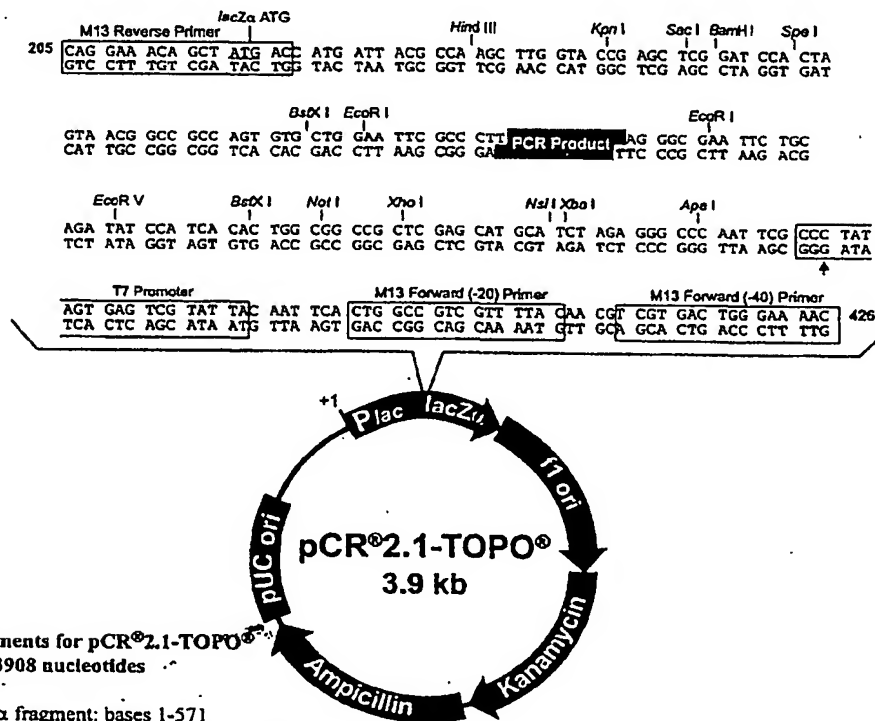 lacZα ATG
M13 Reverse Primer
Hind III Kpn I Sac I BamH I Spe I
205 CAG GAA ACA GCT ATG ACC ATG ATT ACG CCA AGC TTG GTA CCG AGC TCG GAT CCA CTA
GTC CTT TGT CGA TAC TGG TAC TAA TGC GGT TCG AAC CAT GGC TCG AGC CTA GGT GAT
BstX I EcoR I EcoR I
GTA ACG GCC GCC AGT GTG CTG GAA TTC GCC CTT PCR Product AG GGC GAA TTC TGC
CAT TGC CGG CGG TCA CAC GAC CTT AAG CGG GA TTC CCG CTT AAG ACG
EcoR V BstX I Not I Xho I Nsi I Xba I Apa I
AGA TAT CCA TCA CAC TGG CGG CCG CTC GAG CAT GCA TCT AGA GGG CCC AAT TCG CCC TAT
TCT ATA GGT AGT GTG ACC GCC GGC GAG CTC GTA CGT AGA TCT CCC GGG TTA AGC GGG ATA
T7 Promoter M13 Forward (-20) Primer M13 Forward (-40) Primer
AGT GAG TCG TAT TAC AAT TCA CTG GCC GTC GTT TTA CAA CGT CGT GAC TGG GAA AAC 426
TCA CTC AGC ATA ATG TTA AGT GAC CGG CAG CAA AAT GTT GCA GCA CTG ACC CTT TTG
+1
Plac lacZα
f1 ori
pUC ori
pCR®2.1-TOPO®
3.9 kb
Kanamycin
Ampicillin
ments for pCR®2.1-TOPO®
3908 nucleotides
α fragment: bases 1-571